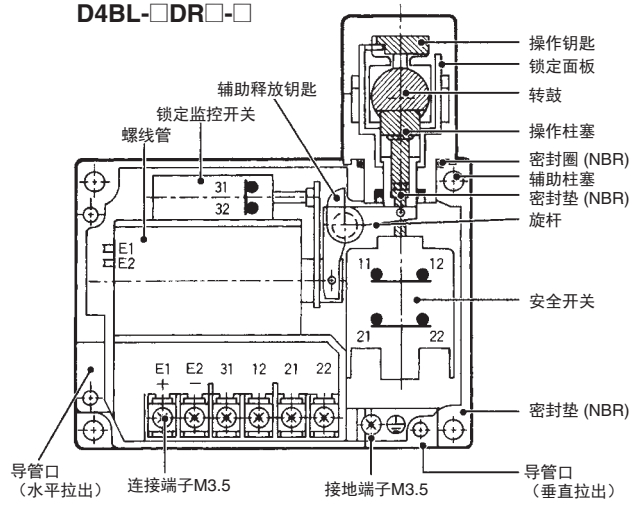 D4BL-□DR□-□
操作钥匙
锁定面板
转鼓
操作柱塞
密封圈 (NBR)
辅助柱塞
密封垫 (NBR)
旋杆
安全开关
密封垫 (NBR)
辅助释放钥匙
锁定监控开关
螺线管
31
32
E1
E2
11
12
21
22
E1
E2
31
12
21
22
+
−
导管口
（水平拉出）
连接端子M3.5
接地端子M3.5
导管口
（垂直拉出）